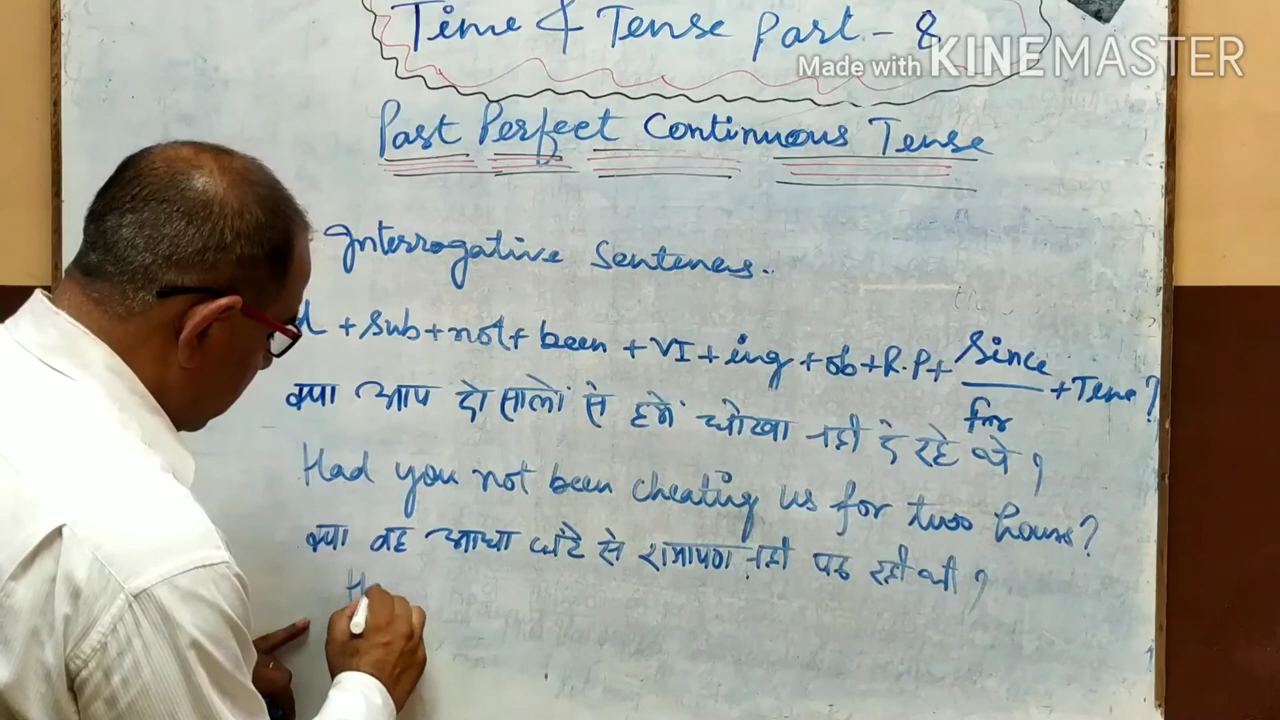 Time & Tense Part - 8
Made with KINEMASTER
Past Perfect Continuous Tense
Interrogative Sentences..
d + Sub + not + been + VI + ing + ob + R.P + Since / for + Tense ?
क्या आप दो सालों से हमें धोखा नहीं दे रहे थे ?
Had you not been cheating us for two hours?
क्या वह आधा घंटे से रामायण नहीं पढ रही थी ?
H